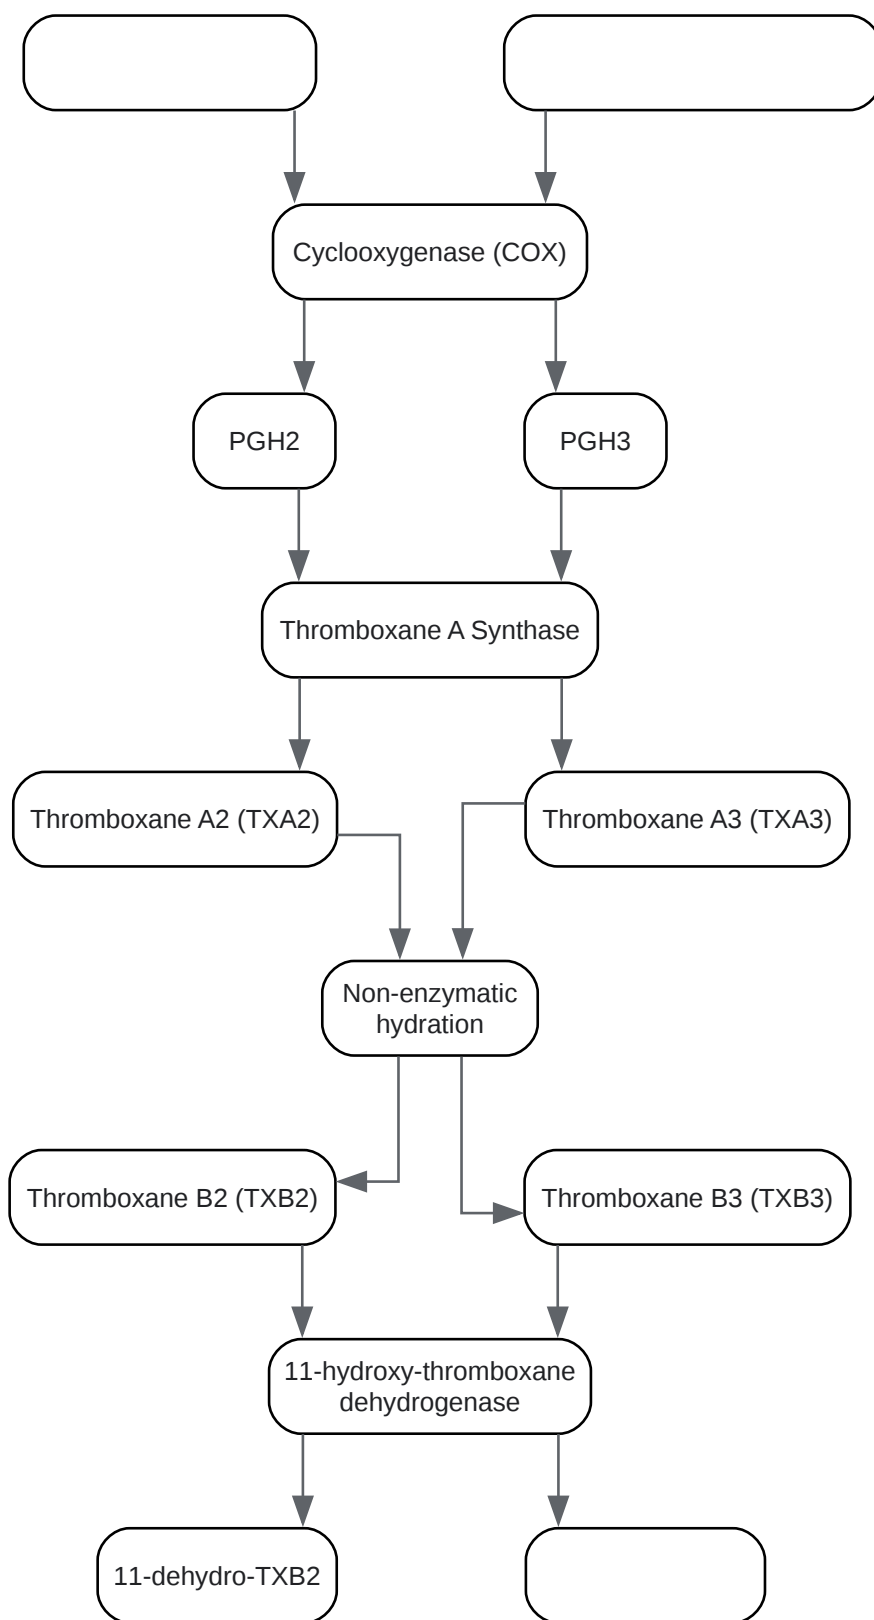 Cyclooxygenase (COX)
PGH2
PGH3
Thromboxane A Synthase
Thromboxane A2 (TXA2)
Thromboxane A3 (TXA3)
Non-enzymatic
hydration
Thromboxane B2 (TXB2)
Thromboxane B3 (TXB3)
11-hydroxy-thromboxane
dehydrogenase
11-dehydro-TXB2